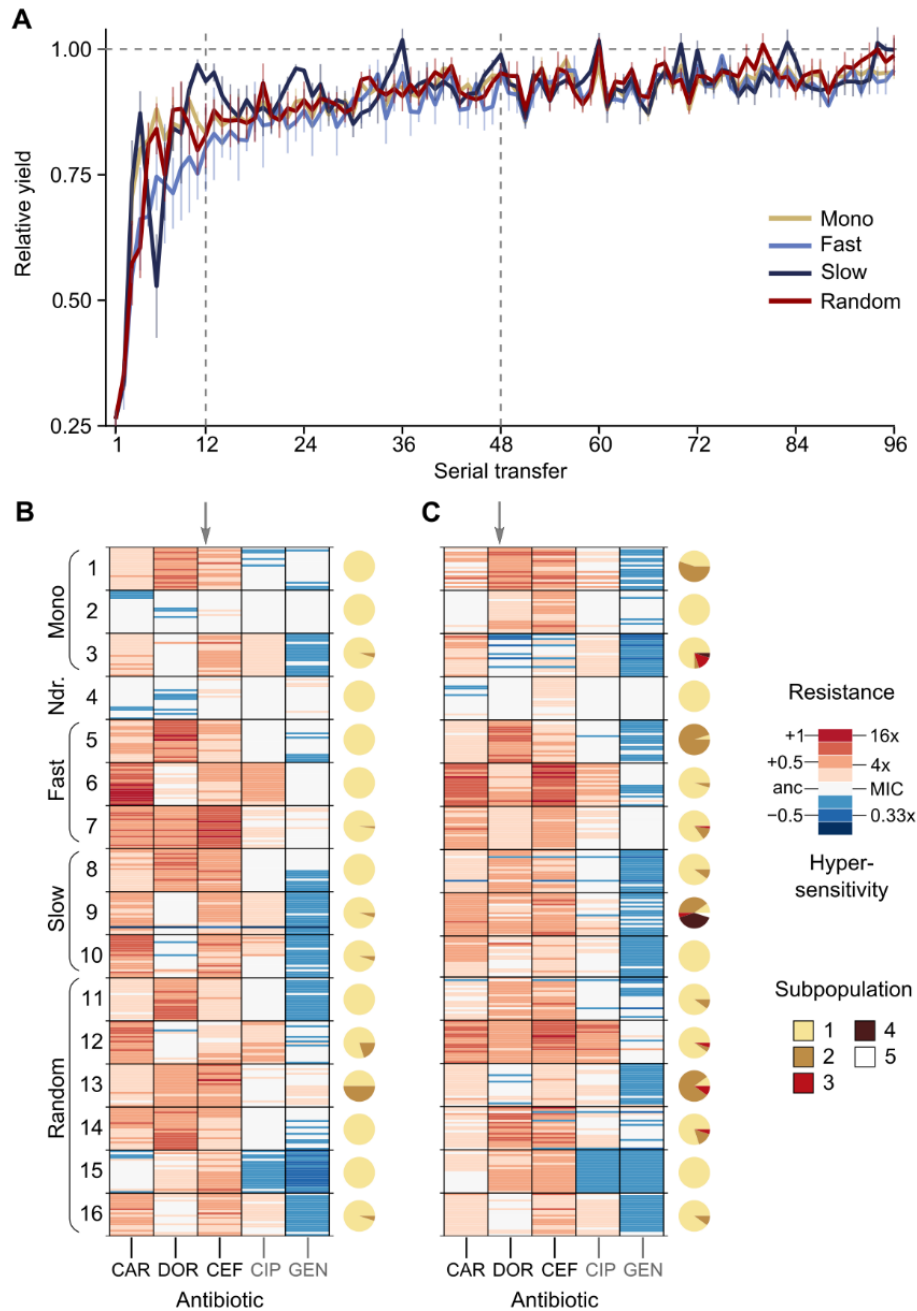 A
1.00
0.75
0.50
0.25
Relative yield
Mono
Fast
Slow
Random
1 12 24 36 48 60 72 84 96
Serial transfer
B
C
Mono
Ndr.
Fast
Slow
Random
1
2
3
4
5
6
7
8
9
10
11
12
13
14
15
16
CAR DOR CEF CIP GEN
Antibiotic
CAR DOR CEF CIP GEN
Antibiotic
Resistance
+1 16x
+0.5 4x
anc MIC
−0.5 0.33x
Hyper-
sensitivity
Subpopulation
1 4
2 5
3